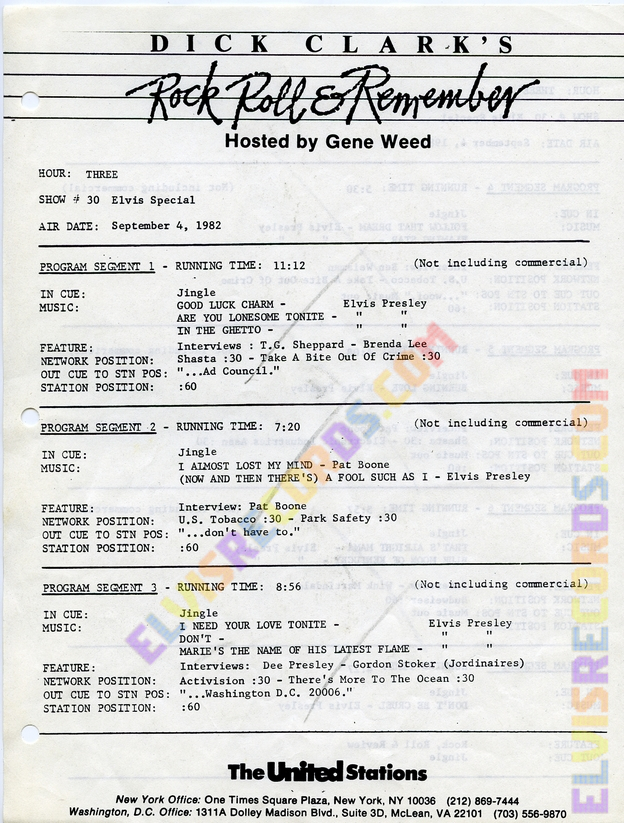 DICK CLARK'S
Rock Roll & Remember
Hosted by Gene Weed
HOUR: THREE
SHOW # 30 Elvis Special
AIR DATE: September 4, 1982
PROGRAM SEGMENT 1 - RUNNING TIME: 11:12 (Not including commercial)
IN CUE: Jingle
MUSIC: GOOD LUCK CHARM - Elvis Presley
ARE YOU LONESOME TONITE - " "
IN THE GHETTO - " "
FEATURE: Interviews : T.G. Sheppard - Brenda Lee
NETWORK POSITION: Shasta :30 - Take A Bite Out Of Crime :30
OUT CUE TO STN POS: "...Ad Council."
STATION POSITION: :60
PROGRAM SEGMENT 2 - RUNNING TIME: 7:20 (Not including commercial)
IN CUE: Jingle
MUSIC: I ALMOST LOST MY MIND - Pat Boone
(NOW AND THEN THERE'S) A FOOL SUCH AS I - Elvis Presley
FEATURE: Interview: Pat Boone
NETWORK POSITION: U.S. Tobacco :30 - Park Safety :30
OUT CUE TO STN POS: "...don't have to."
STATION POSITION: :60
PROGRAM SEGMENT 3 - RUNNING TIME: 8:56 (Not including commercial)
IN CUE: Jingle
MUSIC: I NEED YOUR LOVE TONITE - Elvis Presley
DON'T - " "
MARIE'S THE NAME OF HIS LATEST FLAME - " "
FEATURE: Interviews: Dee Presley - Gordon Stoker (Jordinaires)
NETWORK POSITION: Activision :30 - There's More To The Ocean :30
OUT CUE TO STN POS: "...Washington D.C. 20006."
STATION POSITION: :60
The United Stations
New York Office: One Times Square Plaza, New York, NY 10036 (212) 869-7444
Washington, D.C. Office: 1311A Dolley Madison Blvd., Suite 3D, McLean, VA 22101 (703) 556-9870
ELVISRECORDS.COM
ELVISRECORDS.COM